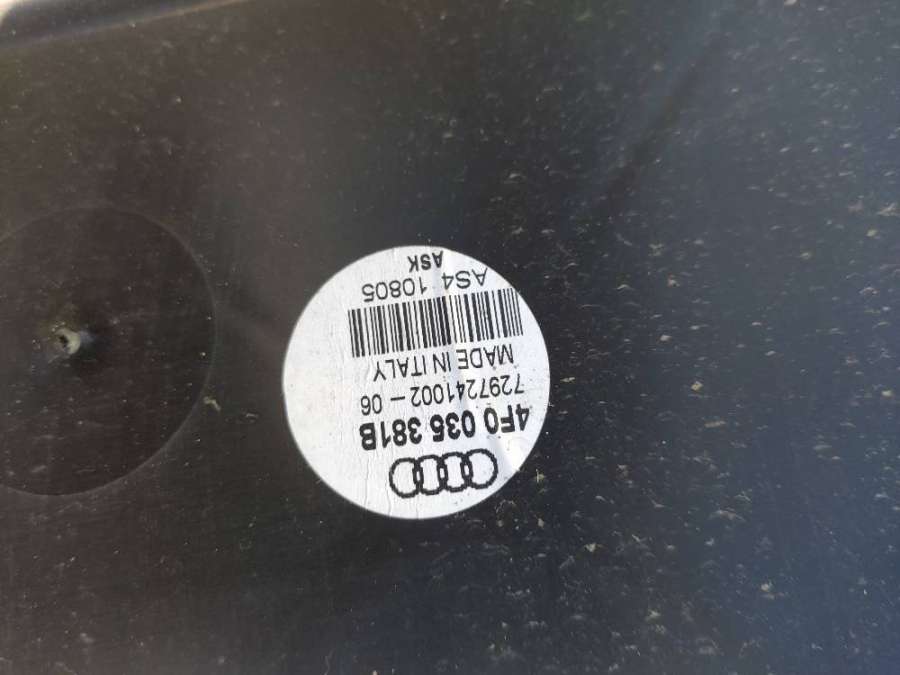 4F0 035 381B
7297241002-06
MADE IN ITALY
AS4 10805
ASK